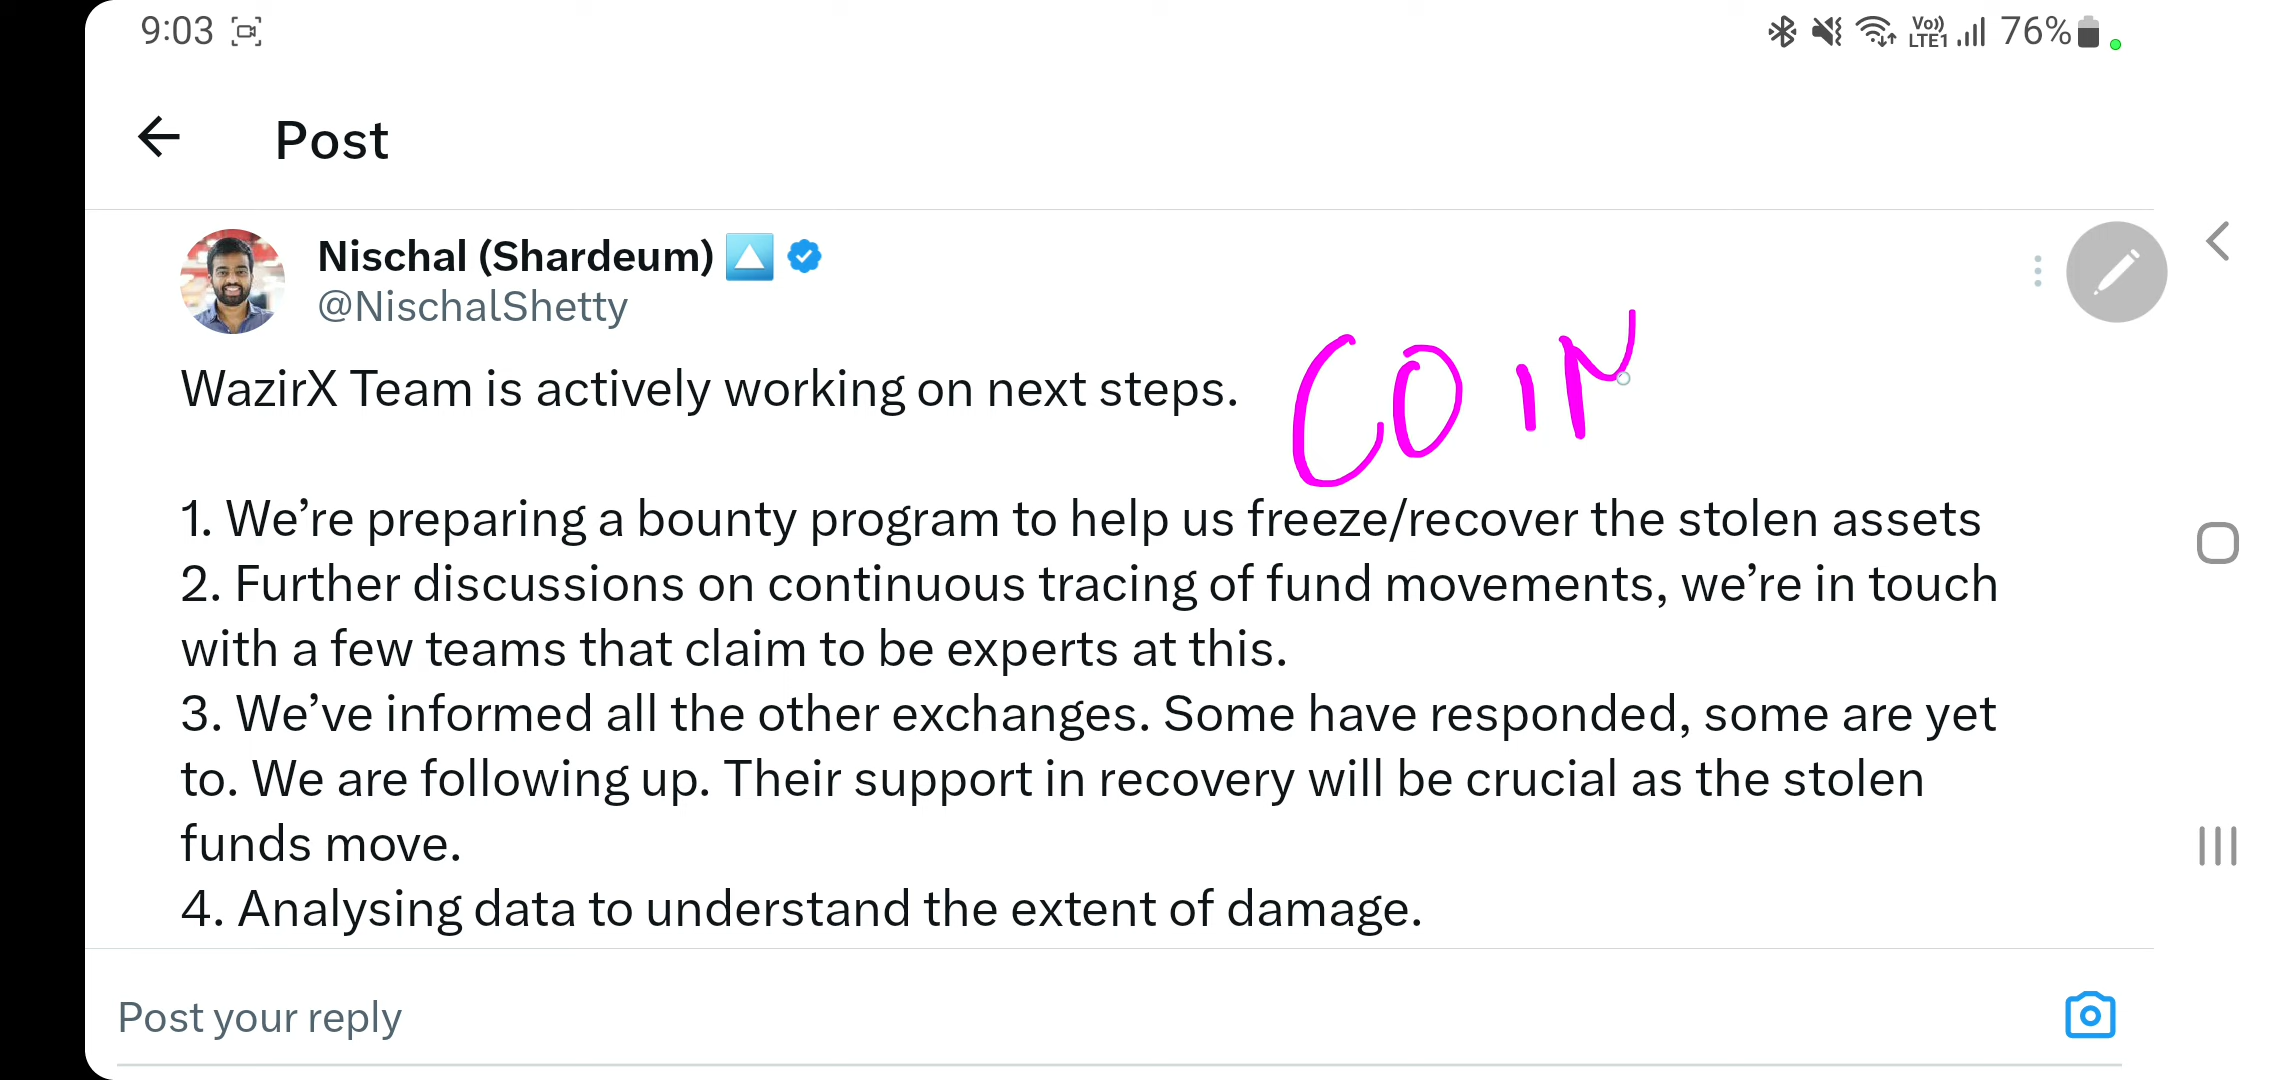 9:03 Vo)) LTE1 76%
Post
Nischal (Shardeum)
@NischalShetty
WazirX Team is actively working on next steps.
COIN
1. We’re preparing a bounty program to help us freeze/recover the stolen assets
2. Further discussions on continuous tracing of fund movements, we’re in touch
with a few teams that claim to be experts at this.
3. We’ve informed all the other exchanges. Some have responded, some are yet
to. We are following up. Their support in recovery will be crucial as the stolen
funds move.
4. Analysing data to understand the extent of damage.
Post your reply